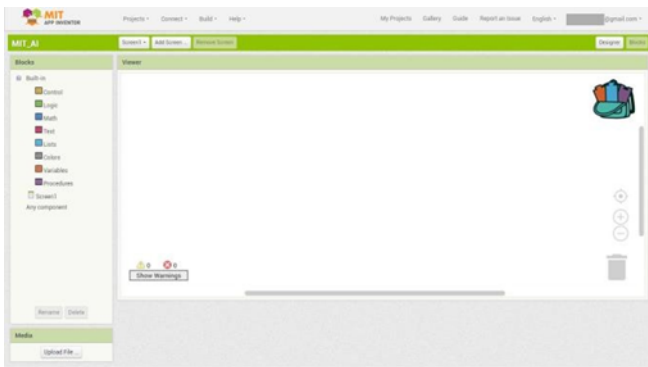 MIT
APP INVENTOR
Projects Connect Build Help
My Projects Gallery Guide Report an Issue English @gmail.com
MIT_AI
Screen1 Add Screen ... Remove Screen
Designer Blocks
Blocks
Built-in
Control
Logic
Math
Text
Lists
Colors
Variables
Procedures
Screen1
Any component
Rename Delete
Media
Upload File ...
Viewer
0 0
Show Warnings